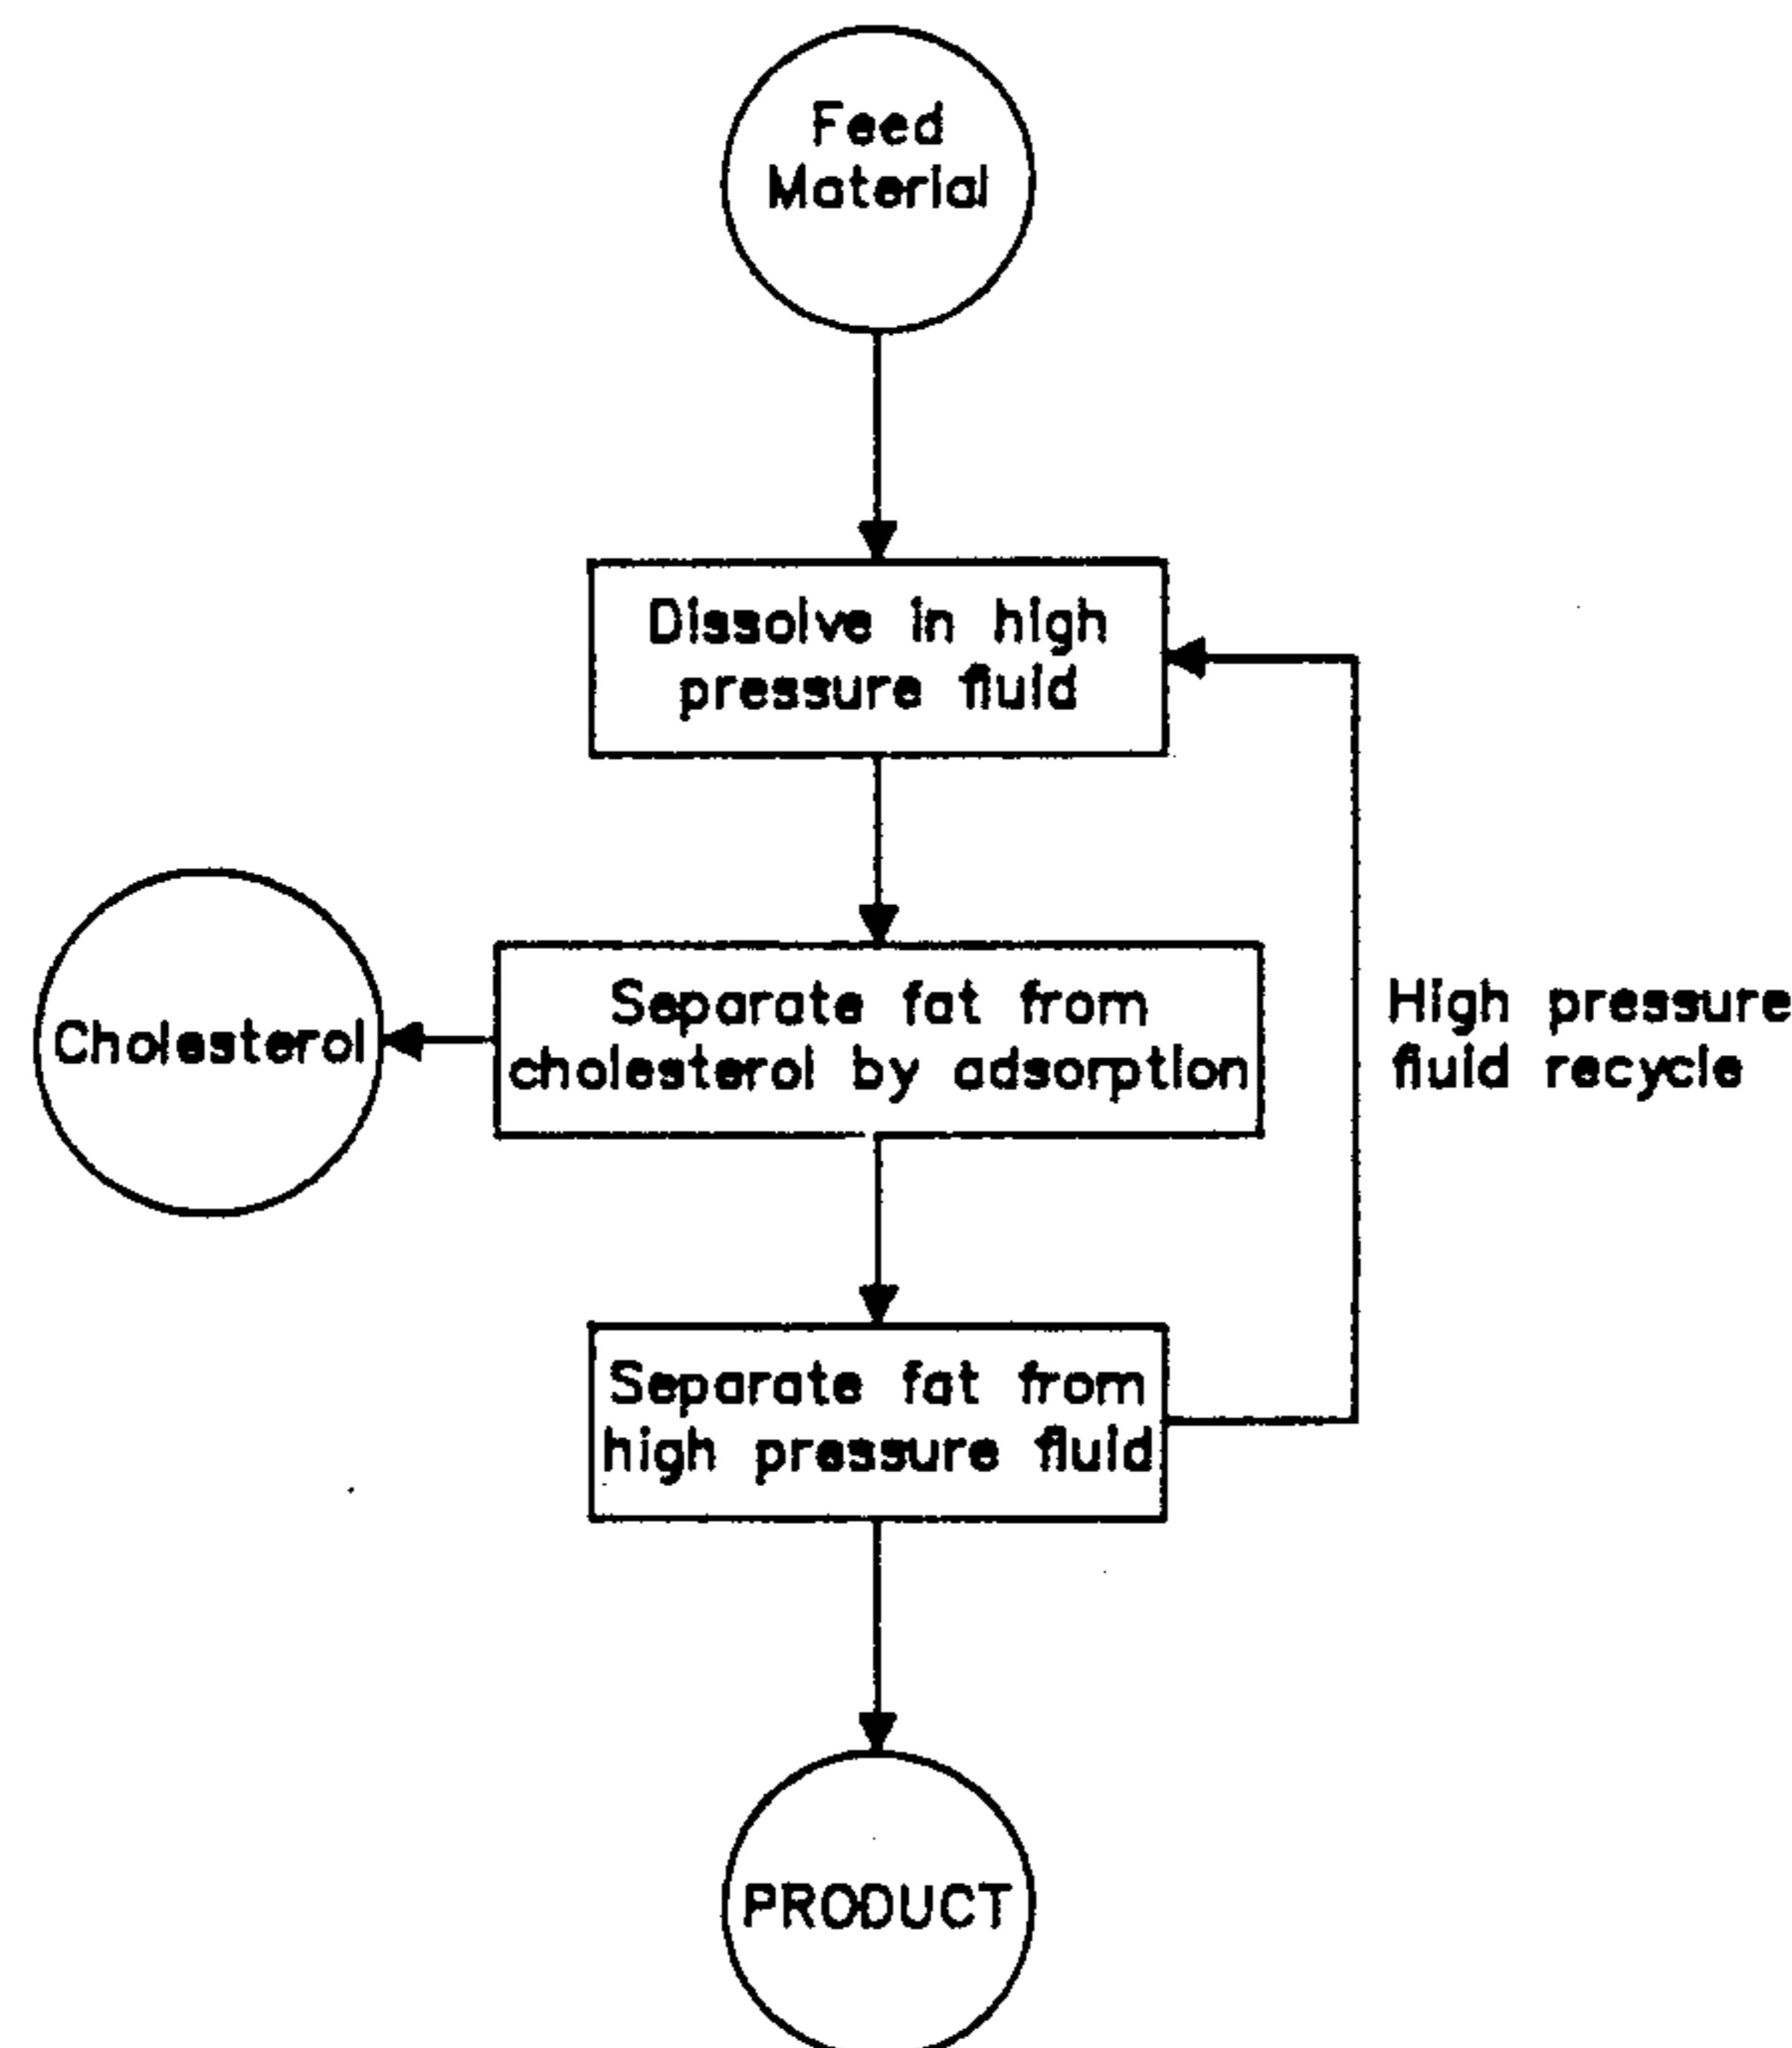 Feed
Material
Dissolve in high
pressure fluid
Separate fat from
cholesterol by adsorption
Cholesterol
High pressure
fluid recycle
Separate fat from
high pressure fluid
PRODUCT